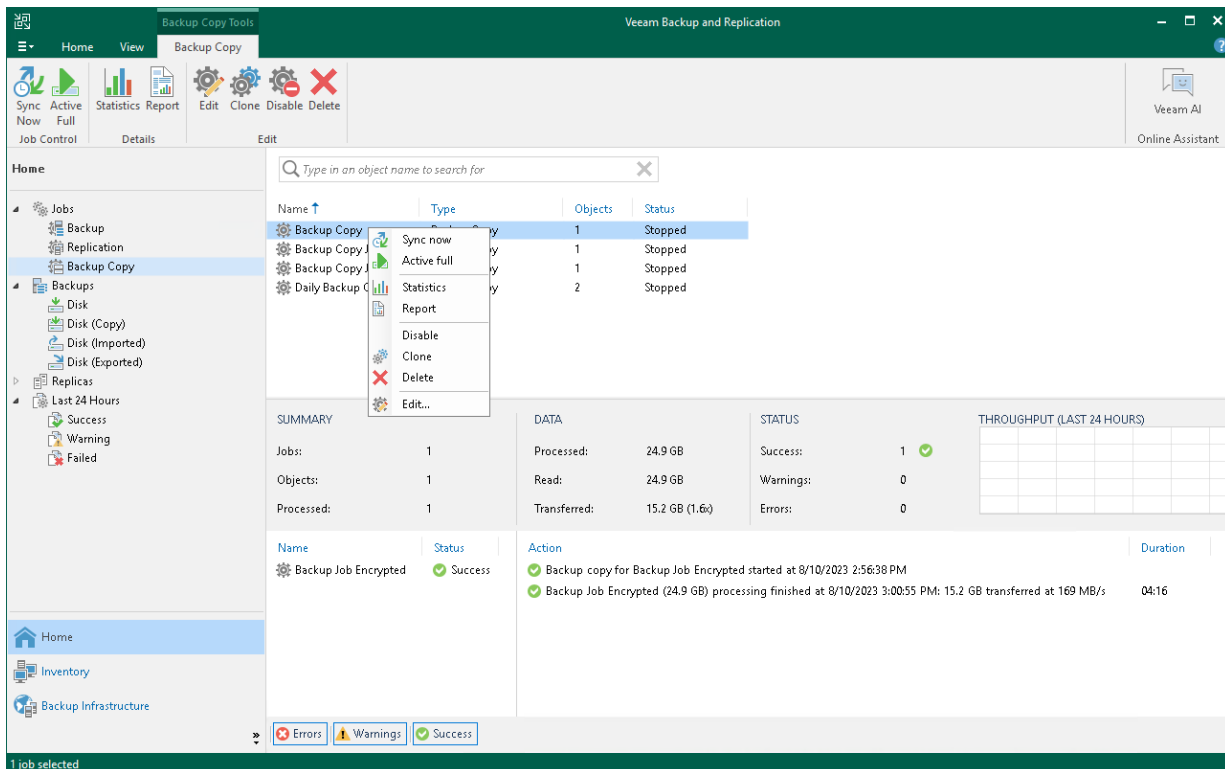 Backup Copy Tools
Veeam Backup and Replication
Home View Backup Copy
Sync Now
Active Full
Statistics
Report
Edit
Clone
Disable
Delete
Veeam AI
Job Control
Details
Edit
Online Assistant
Home
Jobs
Backup
Replication
Backup Copy
Backups
Disk
Disk (Copy)
Disk (Imported)
Disk (Exported)
Replicas
Last 24 Hours
Success
Warning
Failed
Home
Inventory
Backup Infrastructure
Type in an object name to search for
Name Type Objects Status
Backup Copy 1 Stopped
Backup Copy 1 Stopped
Backup Copy 1 Stopped
Daily Backup 2 Stopped
Sync now
Active full
Statistics
Report
Disable
Clone
Delete
Edit...
SUMMARY
Jobs: 1
Objects: 1
Processed: 1
DATA
Processed: 24.9 GB
Read: 24.9 GB
Transferred: 15.2 GB (1.6x)
STATUS
Success: 1
Warnings: 0
Errors: 0
THROUGHPUT (LAST 24 HOURS)
Name Status
Backup Job Encrypted Success
Action Duration
Backup copy for Backup Job Encrypted started at 8/10/2023 2:56:38 PM
Backup Job Encrypted (24.9 GB) processing finished at 8/10/2023 3:00:55 PM: 15.2 GB transferred at 169 MB/s 04:16
Errors Warnings Success
1 job selected